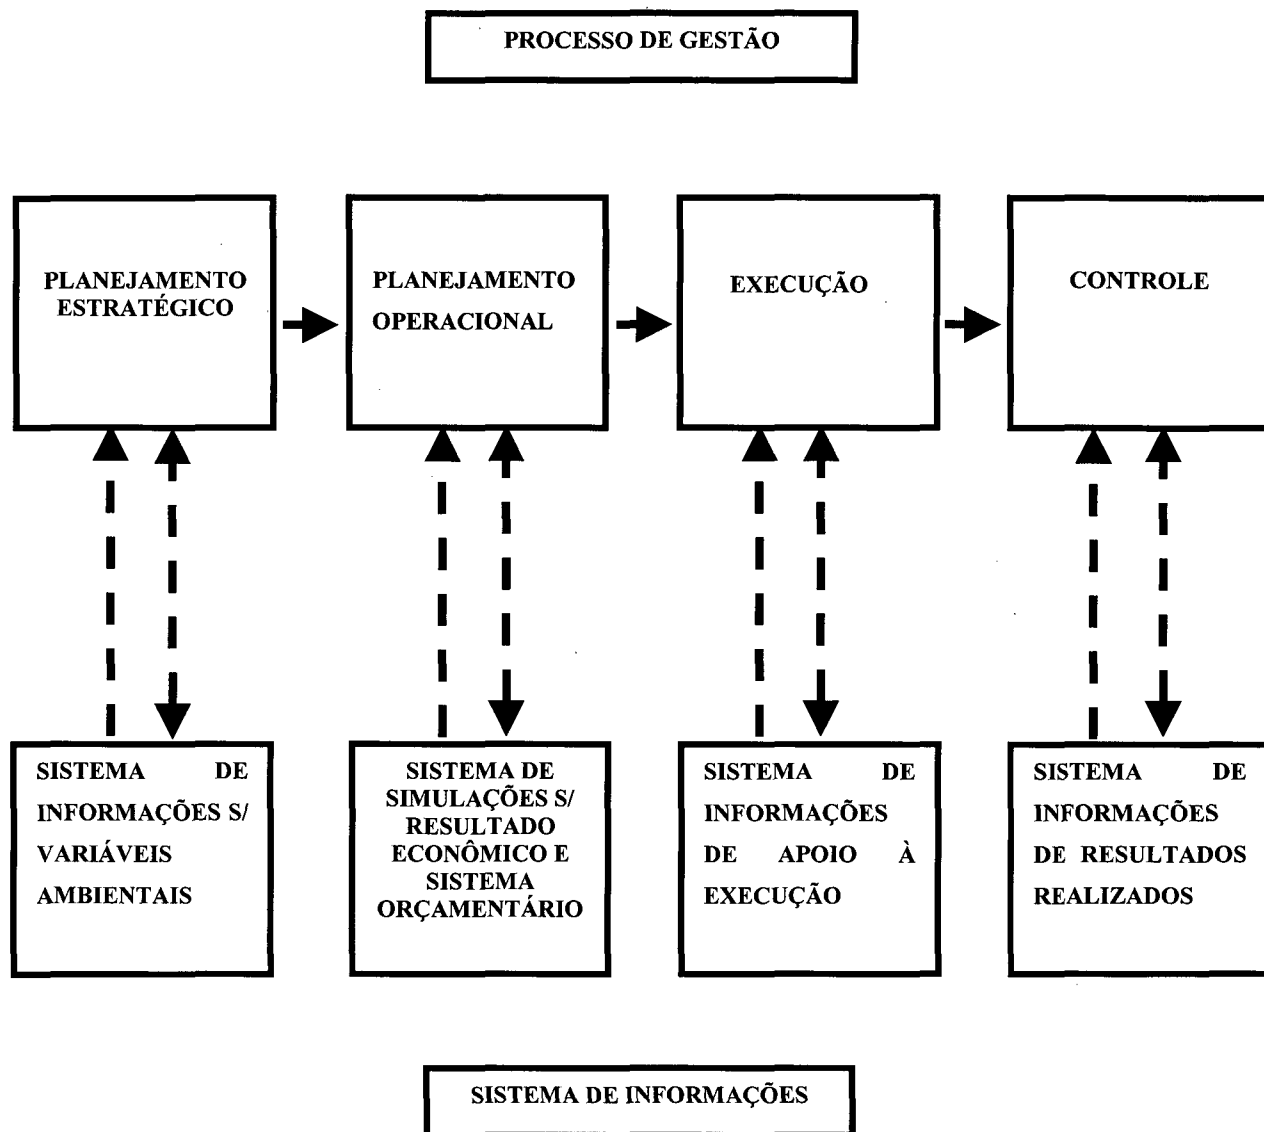 PROCESSO DE GESTÃO
PLANEJAMENTO
ESTRATÉGICO
PLANEJAMENTO
OPERACIONAL
EXECUÇÃO
CONTROLE
SISTEMA DE
INFORMAÇÕES S/
VARIÁVEIS
AMBIENTAIS
SISTEMA DE
SIMULAÇÕES S/
RESULTADO
ECONÔMICO E
SISTEMA
ORÇAMENTÁRIO
SISTEMA DE
INFORMAÇÕES
DE APOIO À
EXECUÇÃO
SISTEMA DE
INFORMAÇÕES
DE RESULTADOS
REALIZADOS
SISTEMA DE INFORMAÇÕES